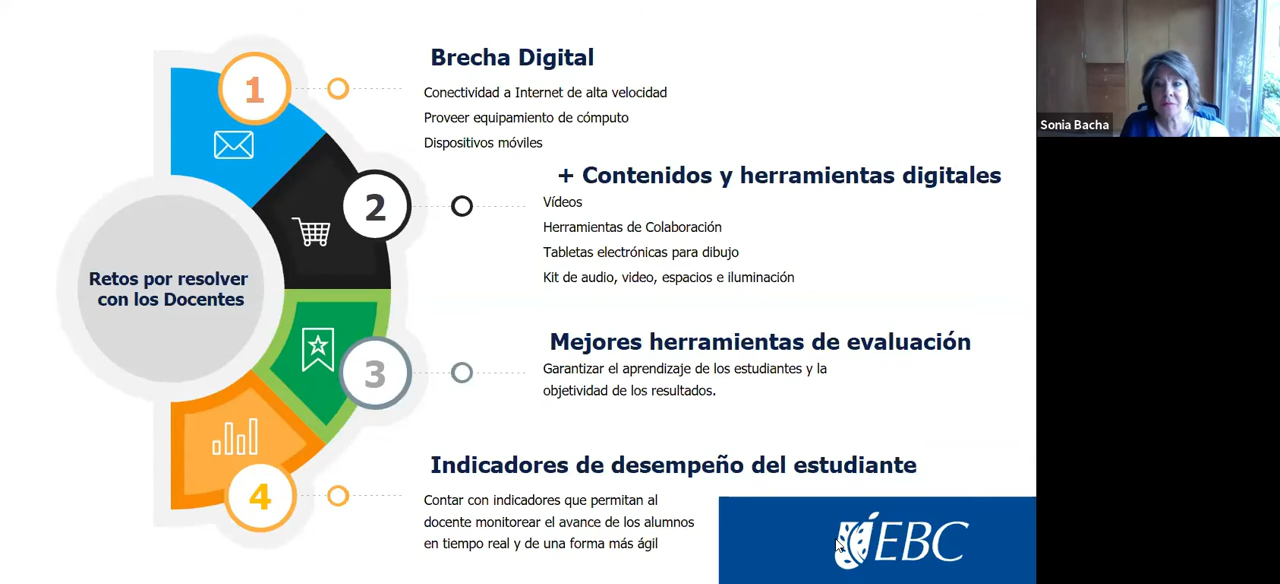 Brecha Digital
1
Conectividad a Internet de alta velocidad
Proveer equipamiento de cómputo
Dispositivos móviles
Sonia Bacha
+ Contenidos y herramientas digitales
2
Vídeos
Herramientas de Colaboración
Tabletas electrónicas para dibujo
Kit de audio, video, espacios e iluminación
Retos por resolver
con los Docentes
Mejores herramientas de evaluación
3
Garantizar el aprendizaje de los estudiantes y la
objetividad de los resultados.
Indicadores de desempeño del estudiante
4
Contar con indicadores que permitan al
docente monitorear el avance de los alumnos
en tiempo real y de una forma más ágil
EBC